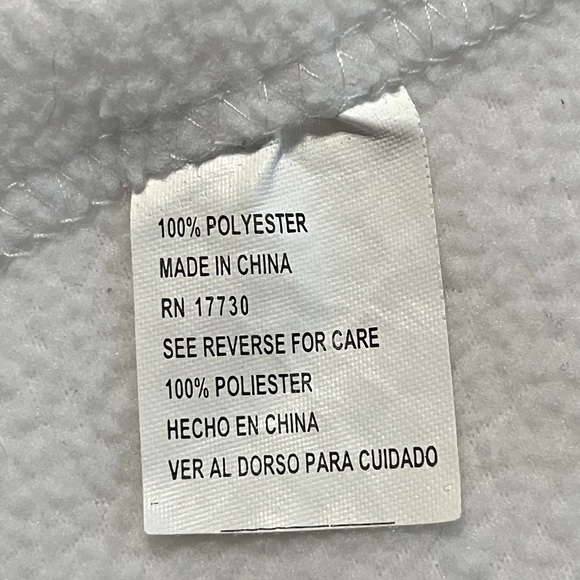 100% POLYESTER
MADE IN CHINA
RN 17730
SEE REVERSE FOR CARE
100% POLIESTER
HECHO EN CHINA
VER AL DORSO PARA CUIDADO